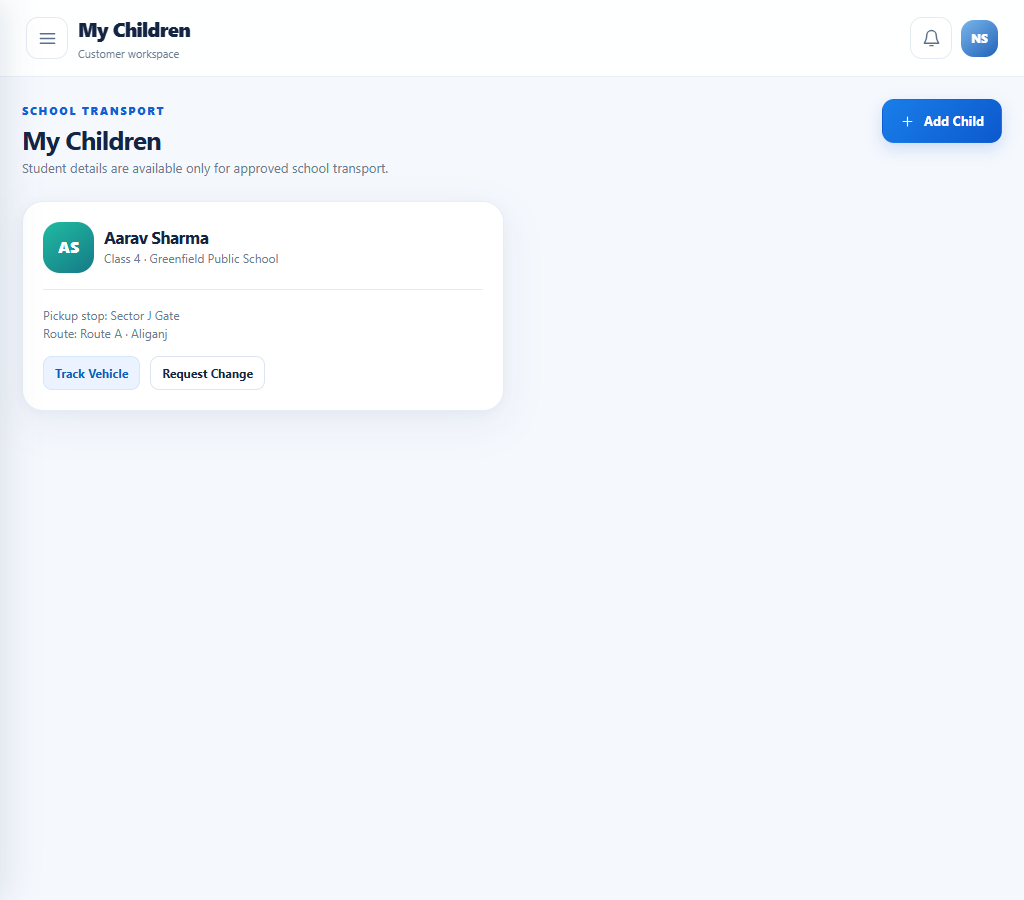 My Children
Customer workspace
NS
SCHOOL TRANSPORT
My Children
Student details are available only for approved school transport.
+ Add Child
AS
Aarav Sharma
Class 4 · Greenfield Public School
Pickup stop: Sector J Gate
Route: Route A · Aliganj
Track Vehicle
Request Change